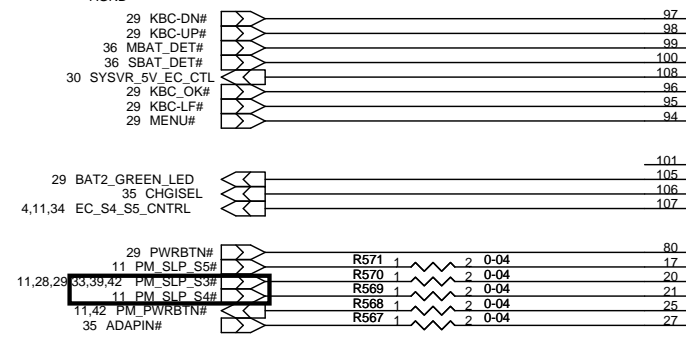 29 KBC-DN# 97
29 KBC-UP# 98
36 MBAT_DET# 99
36 SBAT_DET# 100
30 SYSVR_5V_EC_CTL 108
29 KBC_OK# 96
29 KBC-LF# 95
29 MENU# 94
101
29 BAT2_GREEN_LED 105
35 CHGISEL 106
4,11,34 EC_S4_S5_CNTRL 107
29 PWRBTN# 80
11 PM_SLP_S5# R571 1 2 0-04 17
11,28,29,33,39,42 PM_SLP_S3# R570 1 2 0-04 20
11 PM_SLP_S4# R569 1 2 0-04 21
11,42 PM_PWRBTN# R568 1 2 0-04 25
35 ADAPIN# R567 1 2 0-04 27